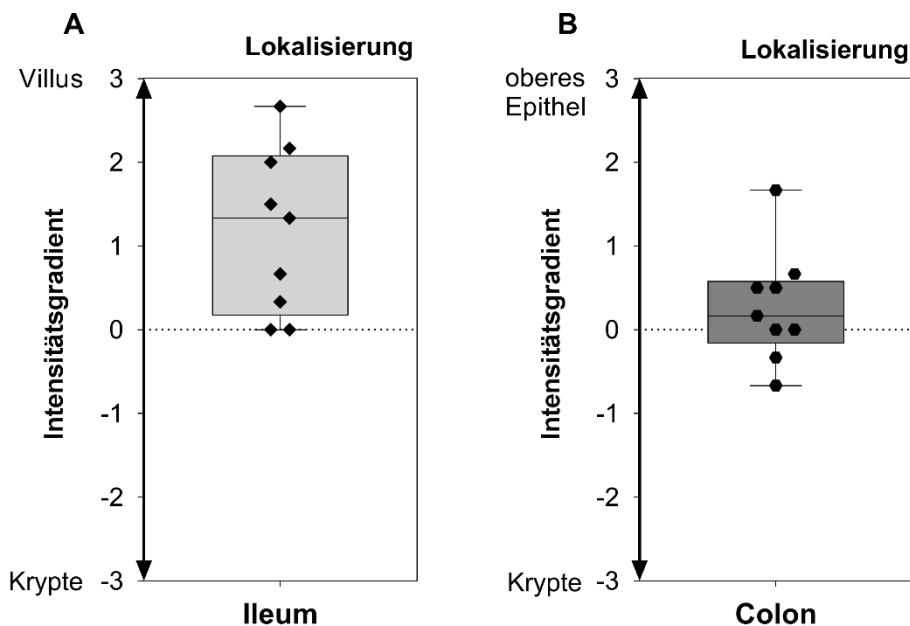 A
Lokalisierung
Villus
3
2
1
0
-1
-2
-3
Krypte
Intensitätsgradient
Ileum
B
Lokalisierung
oberes
Epithel
3
2
1
0
-1
-2
-3
Krypte
Intensitätsgradient
Colon